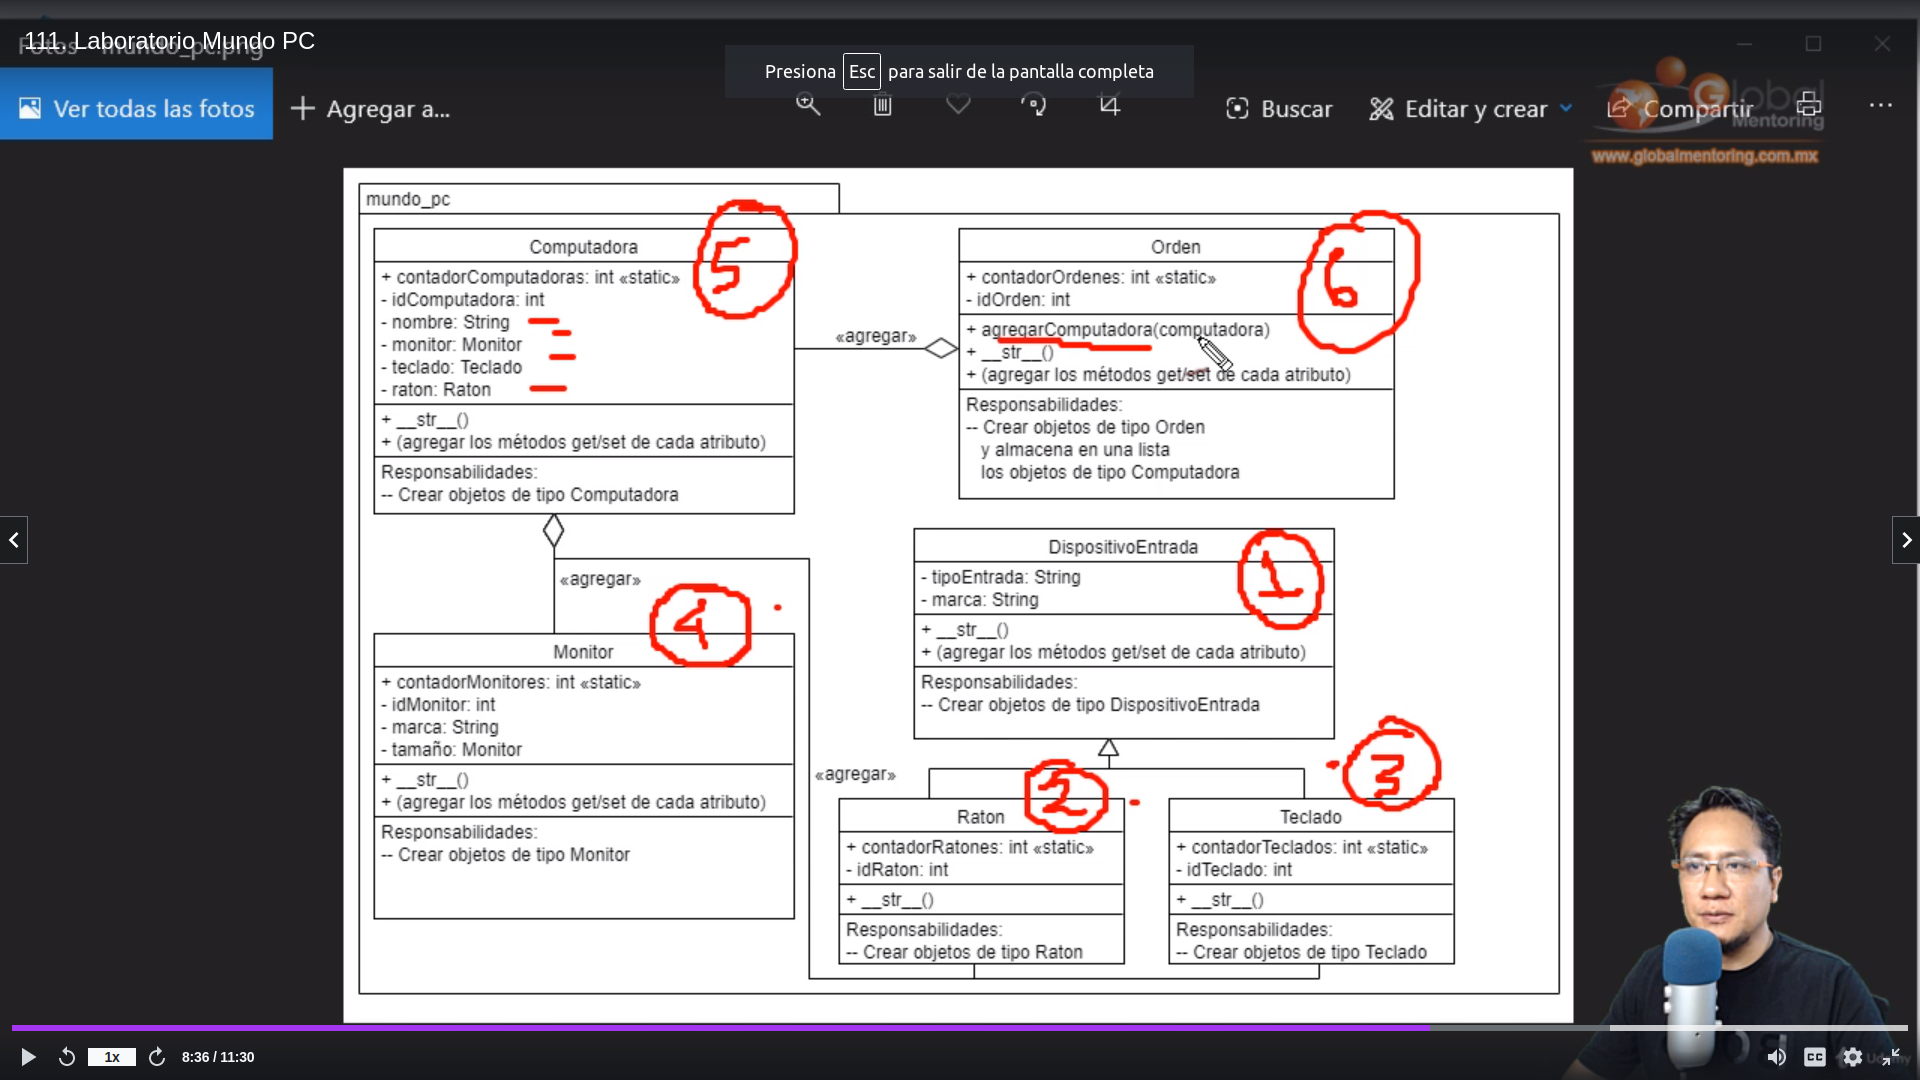 111. Laboratorio Mundo PC
Fotos - mundo_pc.png
Presiona Esc para salir de la pantalla completa
Ver todas las fotos
Agregar a...
Buscar
Editar y crear
Compartir
Global
Mentoring
www.globalmentoring.com.mx
mundo_pc
Computadora
5
+ contadorComputadoras: int «static»
- idComputadora: int
- nombre: String
- monitor: Monitor
- teclado: Teclado
- raton: Raton
+ __str__()
+ (agregar los métodos get/set de cada atributo)
Responsabilidades:
-- Crear objetos de tipo Computadora
«agregar»
Orden
6
+ contadorOrdenes: int «static»
- idOrden: int
+ agregarComputadora(computadora)
+ __str__()
+ (agregar los métodos get/set de cada atributo)
Responsabilidades:
-- Crear objetos de tipo Orden
y almacena en una lista
los objetos de tipo Computadora
«agregar»
4
Monitor
+ contadorMonitores: int «static»
- idMonitor: int
- marca: String
- tamaño: Monitor
+ __str__()
+ (agregar los métodos get/set de cada atributo)
Responsabilidades:
-- Crear objetos de tipo Monitor
DispositivoEntrada
1
- tipoEntrada: String
- marca: String
+ __str__()
+ (agregar los métodos get/set de cada atributo)
Responsabilidades:
-- Crear objetos de tipo DispositivoEntrada
«agregar»
2
Raton
+ contadorRatones: int «static»
- idRaton: int
+ __str__()
Responsabilidades:
-- Crear objetos de tipo Raton
3
Teclado
+ contadorTeclados: int «static»
- idTeclado: int
+ __str__()
Responsabilidades:
-- Crear objetos de tipo Teclado
1x
8:36 / 11:30
CC